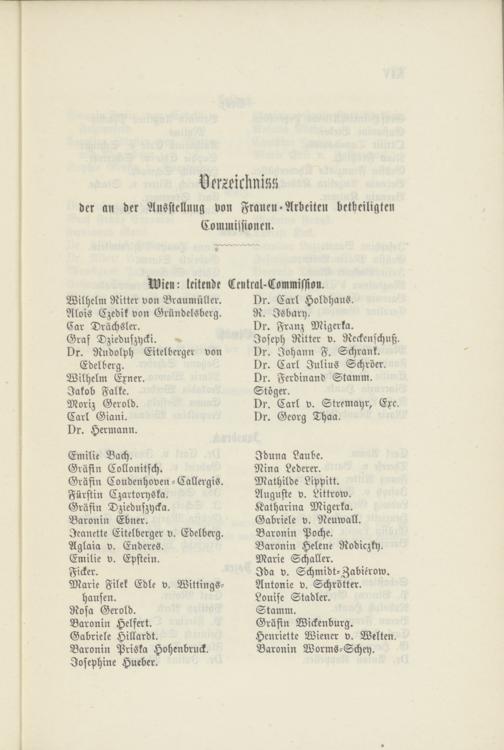 Verzeichniss
der an der Ausstellung von Frauen-Arbeiten betheiligten
Commissionen.
Wien: leitende Central-Commission.
Wilhelm Ritter von Braumüller.
Alois Czedik von Gründelsberg.
Car Drächsler.
Graf Dzieduszycki.
Dr. Rudolph Eitelberger von
Edelberg.
Wilhelm Exner.
Jakob Falke.
Moriz Gerold.
Carl Giani.
Dr. Hermann.
Dr. Carl Holdhaus.
R. Isbary.
Dr. Franz Migerka.
Joseph Ritter v. Reckenschuß.
Dr. Johann F. Schrank.
Dr. Carl Julius Schröer.
Dr. Ferdinand Stamm.
Stöger.
Dr. Carl v. Stremayr, Exc.
Dr. Georg Thaa.
Emilie Bach.
Gräfin Collonitsch.
Gräfin Coudenhoven-Callergis.
Fürstin Czartoryska.
Gräfin Dzieduszycka.
Baronin Ebner.
Jeanette Eitelberger v. Edelberg.
Aglaia v. Enderes.
Emilie v. Epstein.
Ficker.
Marie Filek Edle v. Wittings-
hausen.
Rosa Gerold.
Baronin Helfert.
Gabriele Hillardt.
Baronin Priska Hohenbruck.
Josephine Hueber.
Iduna Laube.
Nina Lederer.
Mathilde Lippitt.
Auguste v. Littrow.
Katharina Migerka.
Gabriele v. Neuwall.
Baronin Poche.
Baronin Helene Rodiczky.
Marie Schaller.
Ida v. Schmidt-Zabiérow.
Antonie v. Schrötter.
Louise Stadler.
Stamm.
Gräfin Wickenburg.
Henriette Wiener v. Welten.
Baronin Worms-Schey.